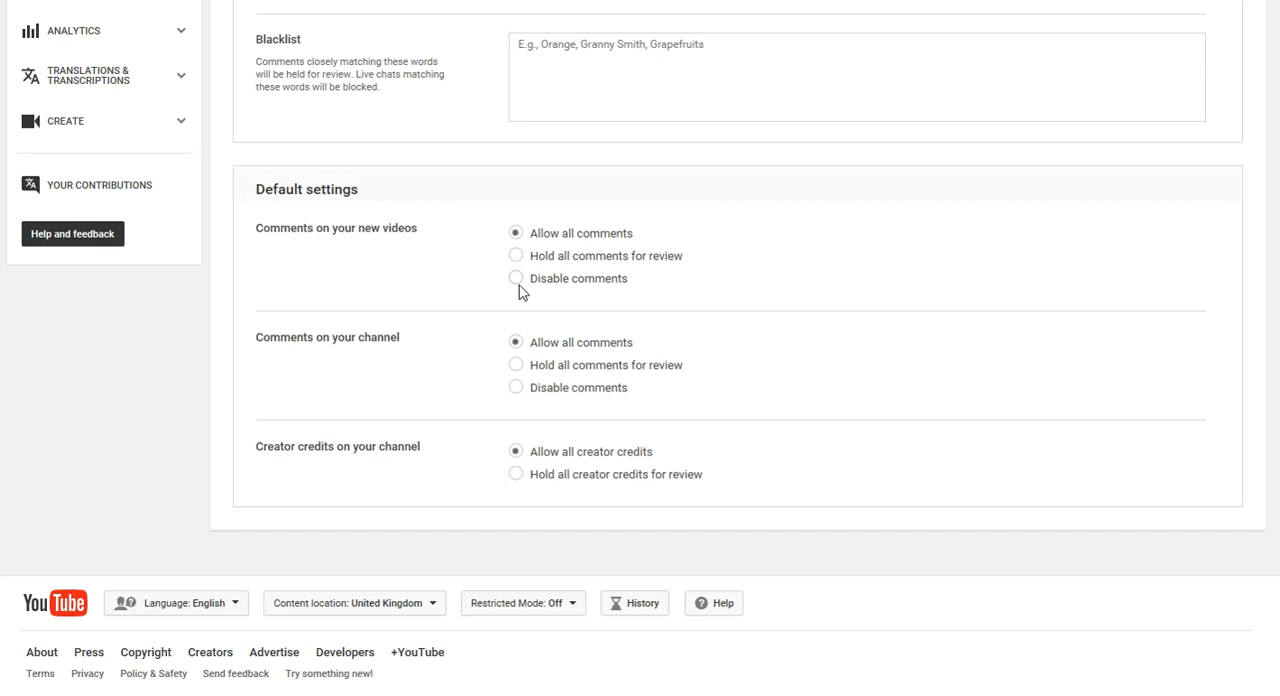 ANALYTICS
TRANSLATIONS &
TRANSCRIPTIONS
CREATE
YOUR CONTRIBUTIONS
Help and feedback
Blacklist
Comments closely matching these words
will be held for review. Live chats matching
these words will be blocked.
E.g., Orange, Granny Smith, Grapefruits
Default settings
Comments on your new videos
Allow all comments
Hold all comments for review
Disable comments
Comments on your channel
Allow all comments
Hold all comments for review
Disable comments
Creator credits on your channel
Allow all creator credits
Hold all creator credits for review
YouTube
Language: English
Content location: United Kingdom
Restricted Mode: Off
History
Help
About Press Copyright Creators Advertise Developers +YouTube
Terms Privacy Policy & Safety Send feedback Try something new!